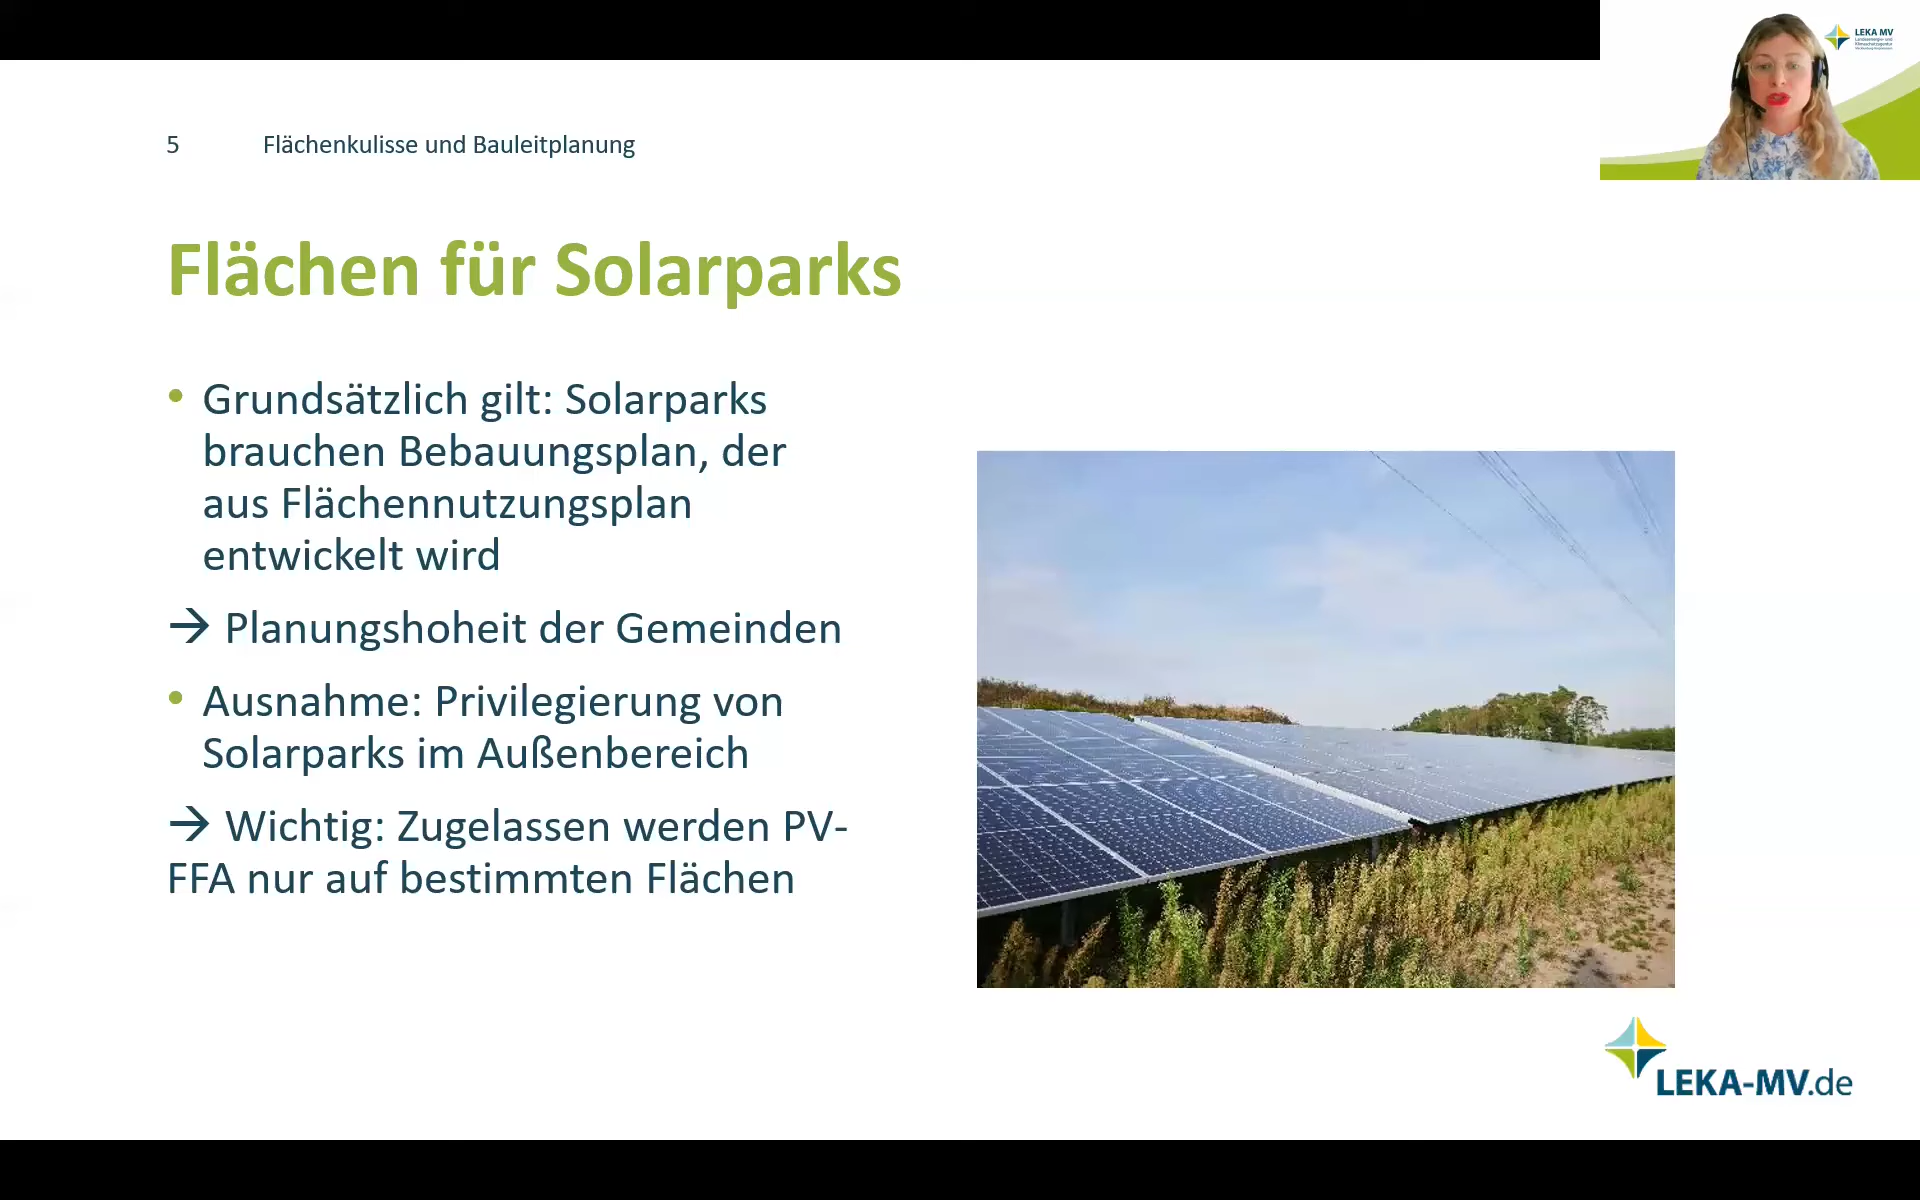 LEKA MV
5 Flächenkulisse und Bauleitplanung
Flächen für Solarparks
• Grundsätzlich gilt: Solarparks
brauchen Bebauungsplan, der
aus Flächennutzungsplan
entwickelt wird
→ Planungshoheit der Gemeinden
• Ausnahme: Privilegierung von
Solarparks im Außenbereich
→ Wichtig: Zugelassen werden PV-
FFA nur auf bestimmten Flächen
LEKA-MV.de